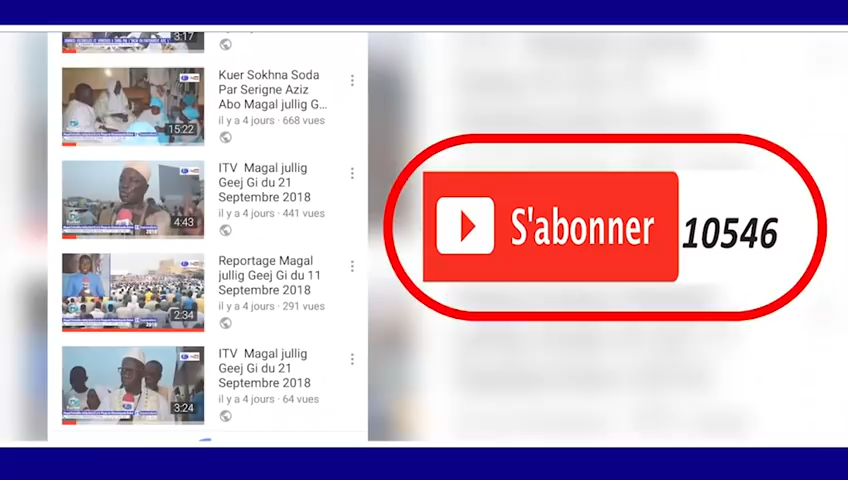 3:17
Kuer Sokhna Soda
Par Serigne Aziz
Abo Magal jullig G...
il y a 4 jours · 668 vues
15:22
ITV Magal jullig
Geej Gi du 21
Septembre 2018
il y a 4 jours · 441 vues
4:43
Reportage Magal
jullig Geej Gi du 11
Septembre 2018
il y a 4 jours · 291 vues
2:34
2018
ITV Magal jullig
Geej Gi du 21
Septembre 2018
il y a 4 jours · 64 vues
3:24
S'abonner
10546